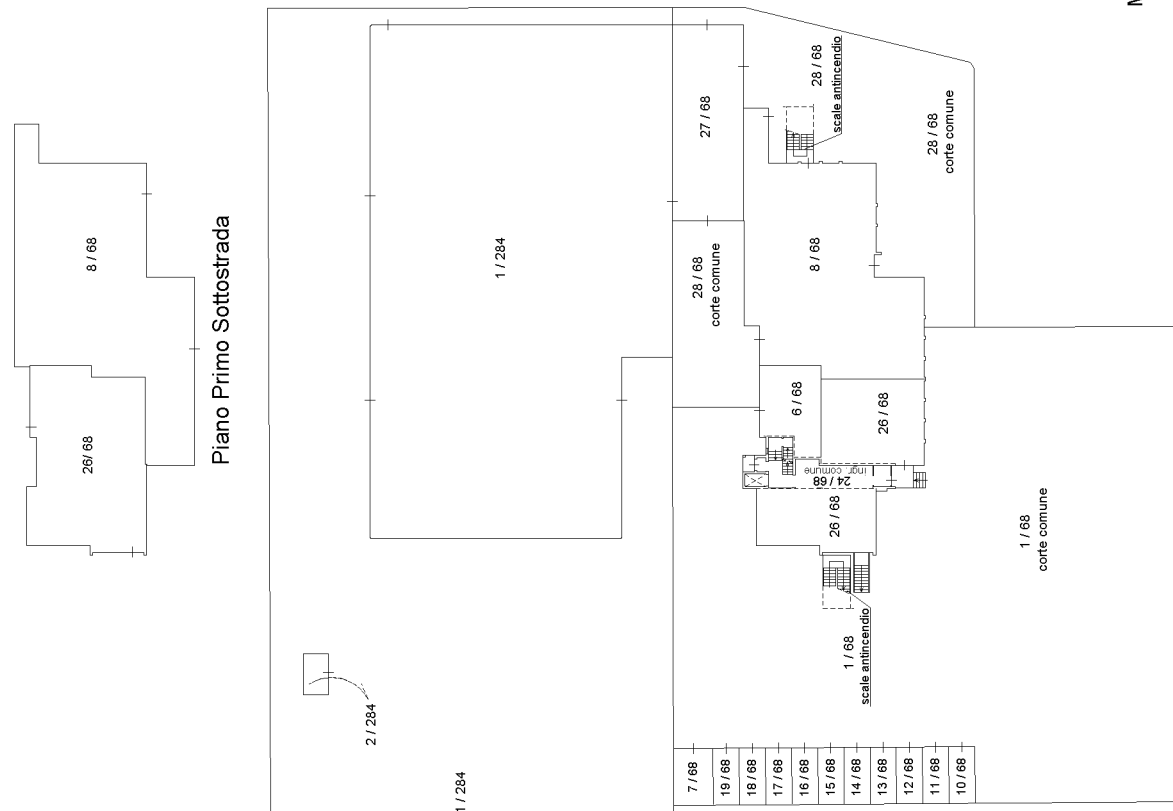 8 / 68
26/ 68
Piano Primo Sottostrada
1 / 284
2 / 284
1 / 284
27 / 68
28 / 68
scale antincendio
28 / 68
corte comune
28 / 68
corte comune
8 / 68
6 / 68
26 / 68
24 / 68
ingr. comune
26 / 68
1 / 68
scale antincendio
1 / 68
corte comune
7 / 68
19 / 68
18 / 68
17 / 68
16 / 68
15 / 68
14 / 68
13 / 68
12 / 68
11 / 68
10 / 68